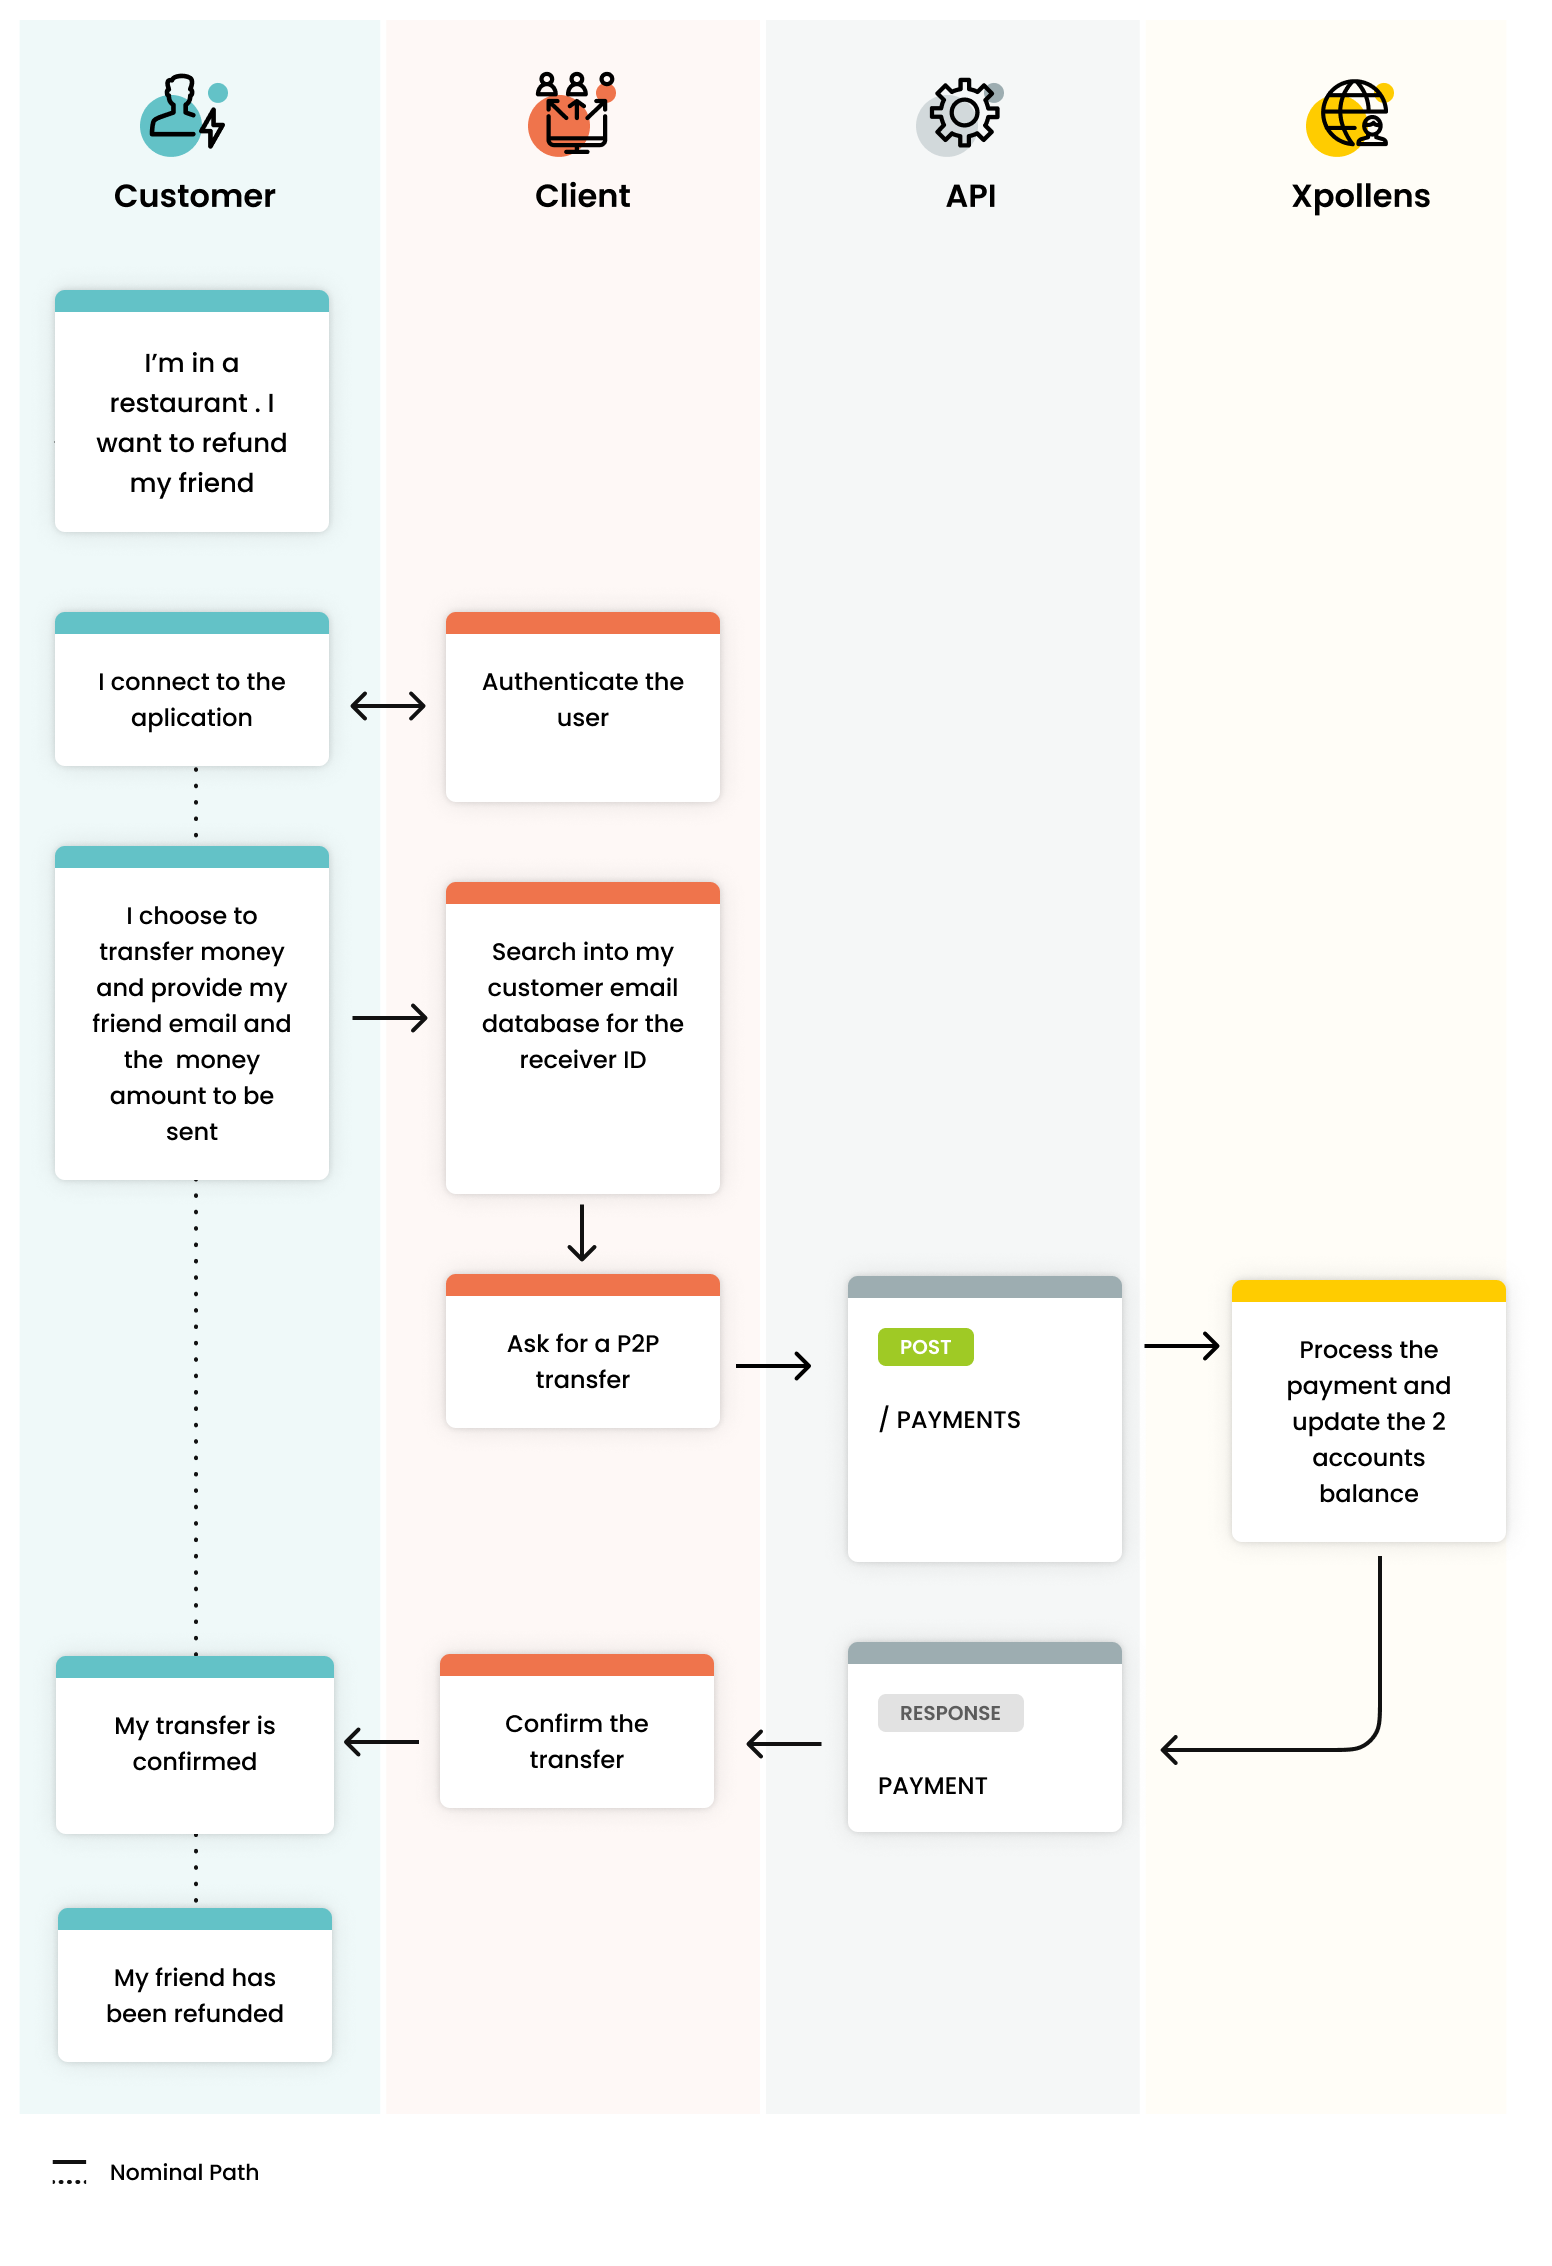 Customer
Client
API
Xpollens
I'm in a
restaurant . I
want to refund
my friend
I connect to the
aplication
Authenticate the
user
I choose to
transfer money
and provide my
friend email and
the  money
amount to be
sent
Search into my
customer email
database for the
receiver ID
Ask for a P2P
transfer
POST
/ PAYMENTS
Process the
payment and
update the 2
accounts
balance
My transfer is
confirmed
Confirm the
transfer
RESPONSE
PAYMENT
My friend has
been refunded
Nominal Path